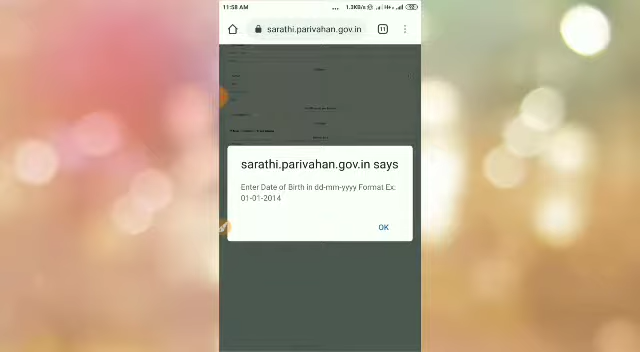 11:58 AM
... 1.3KB/s H+
sarathi.parivahan.gov.in
11
sarathi.parivahan.gov.in says
Enter Date of Birth in dd-mm-yyyy Format Ex:
01-01-2014
OK